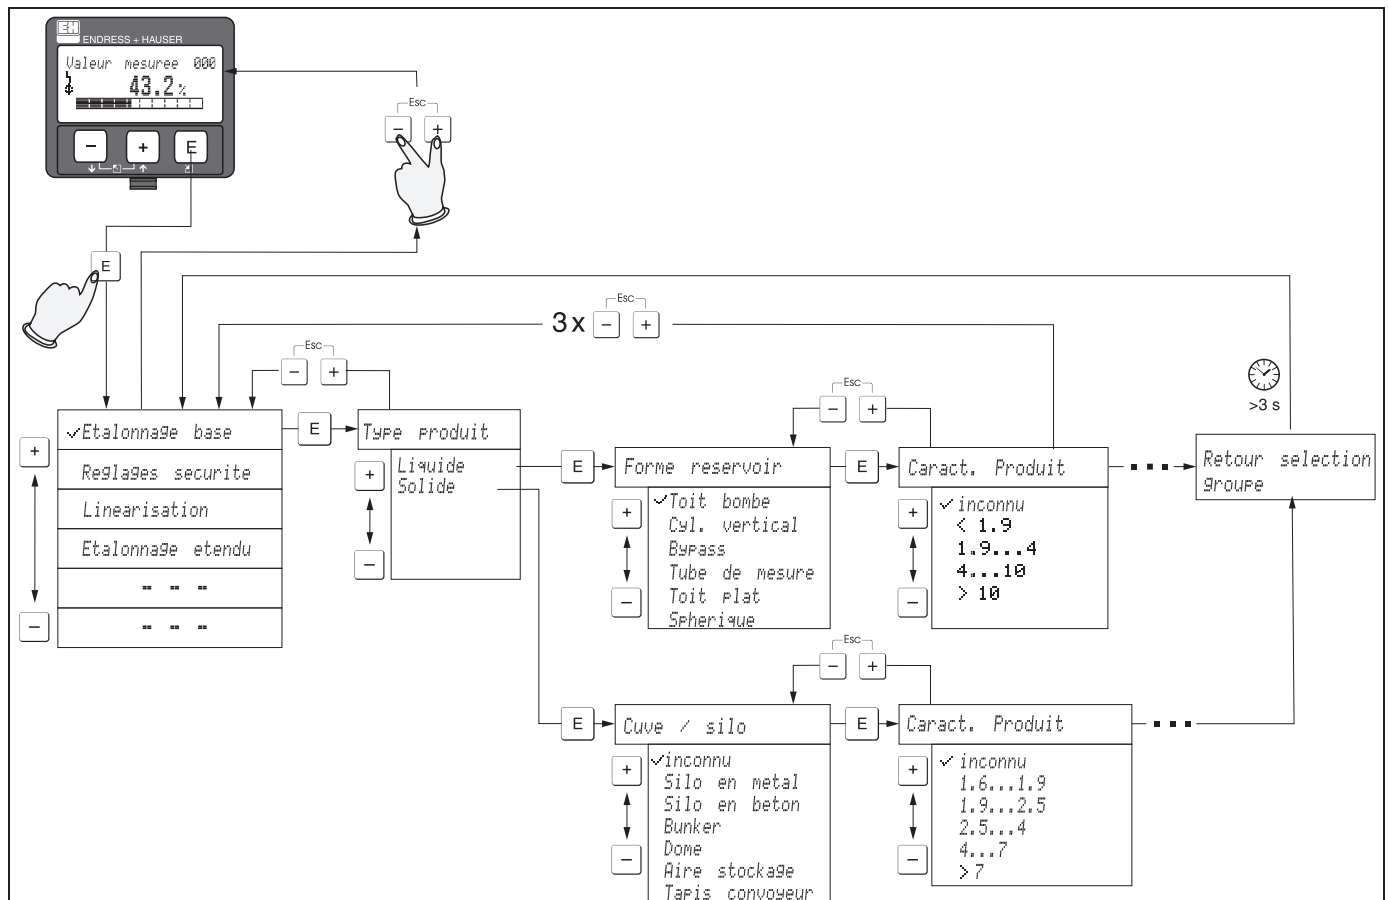 EH
ENDRESS + HAUSER
Valeur mesuree 000
43.2 %
- + E
Esc
- +
E
Esc
3x - +
Esc
- +
>3 s
Esc
- +
✓Etalonnage base
Reglages securite
Linearisation
Etalonnage etendu
-- -- --
-- -- --
+
-
E
Type produit
Liquide
Solide
+
-
E
Forme reservoir
✓Toit bombe
Cyl. vertical
Bypass
Tube de mesure
Toit plat
Spherique
+
-
E
Caract. Produit
✓ inconnu
< 1.9
1.9...4
4...10
> 10
+
-
Retour selection
groupe
Esc
- +
E
Cuve / silo
✓inconnu
Silo en metal
Silo en beton
Bunker
Dome
Aire stockage
Tapis convoyeur
+
-
E
Caract. Produit
✓ inconnu
1.6...1.9
1.9...2.5
2.5...4
4...7
>7
+
-